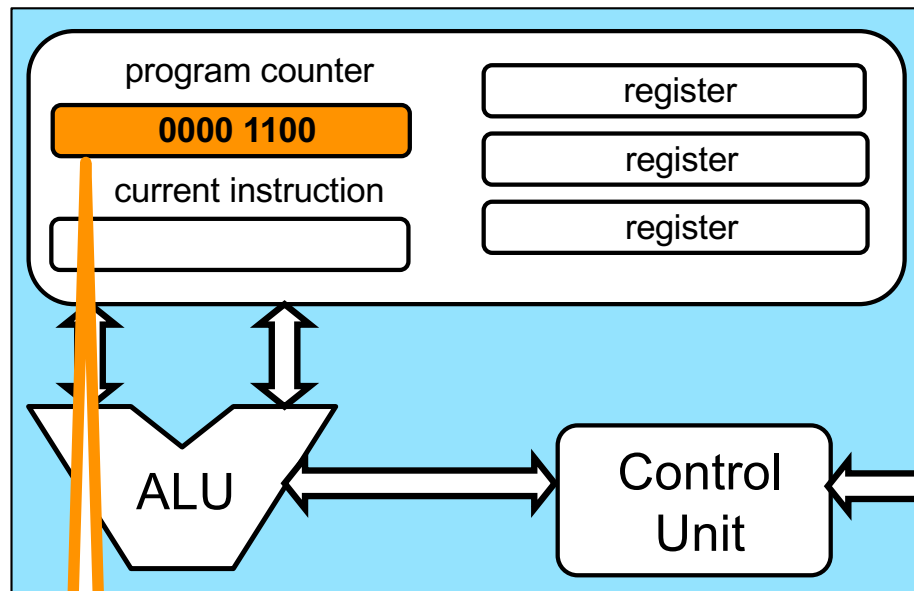 program counter
0000 1100
current instruction
register
register
register
ALU
Control
Unit